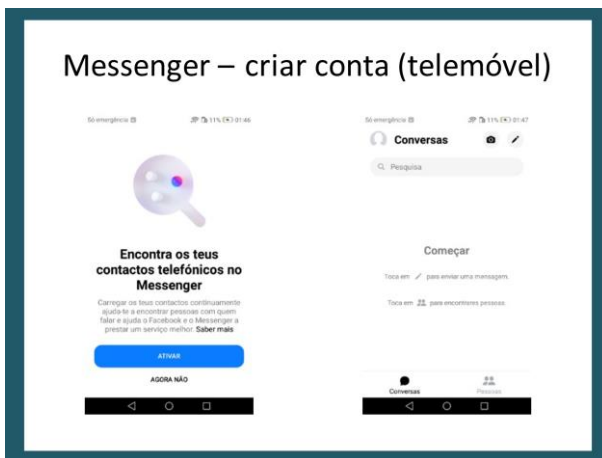 Messenger – criar conta (telemóvel)
Só emergência 11% 01:46
Encontra os teus
contactos telefónicos no
Messenger
Carregar os teus contactos continuamente
ajuda-te a encontrar pessoas com quem
falar e ajuda o Facebook e o Messenger a
prestar um serviço melhor. Saber mais
ATIVAR
AGORA NÃO
Só emergência 11% 01:47
Conversas
Pesquisa
Começar
Toca em para enviar uma mensagem.
Toca em para encontrares pessoas.
Conversas Pessoas